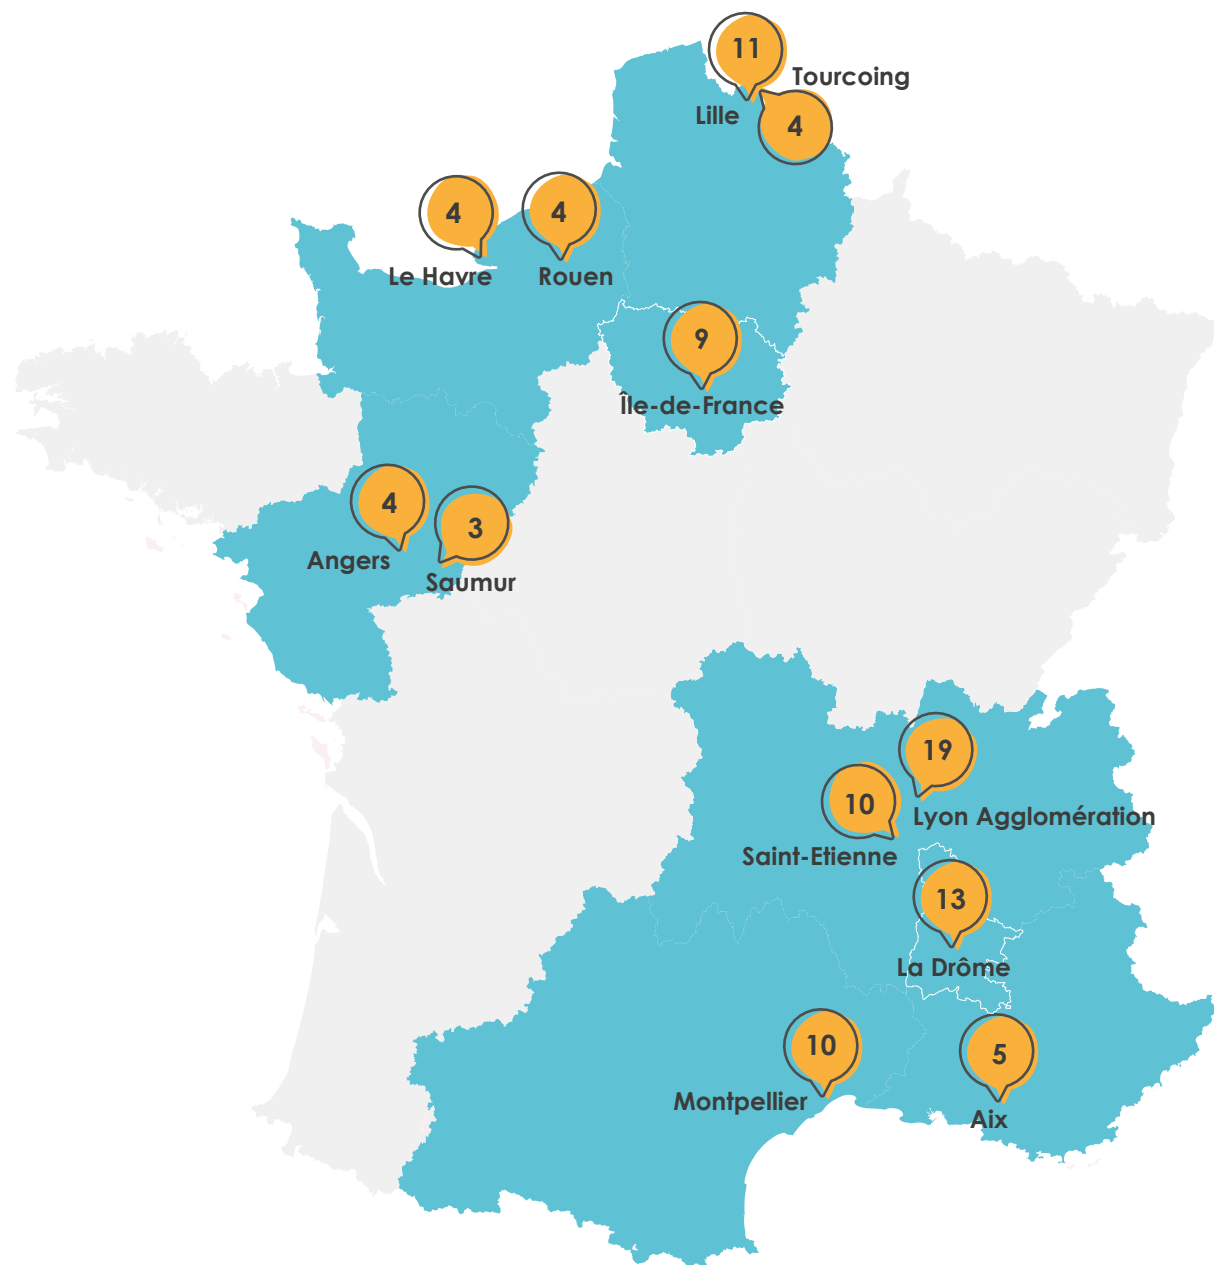 11
Tourcoing
Lille
4
4
Le Havre
4
Rouen
9
Île-de-France
4
Angers
3
Saumur
19
Lyon Agglomération
10
Saint-Etienne
13
La Drôme
10
Montpellier
5
Aix